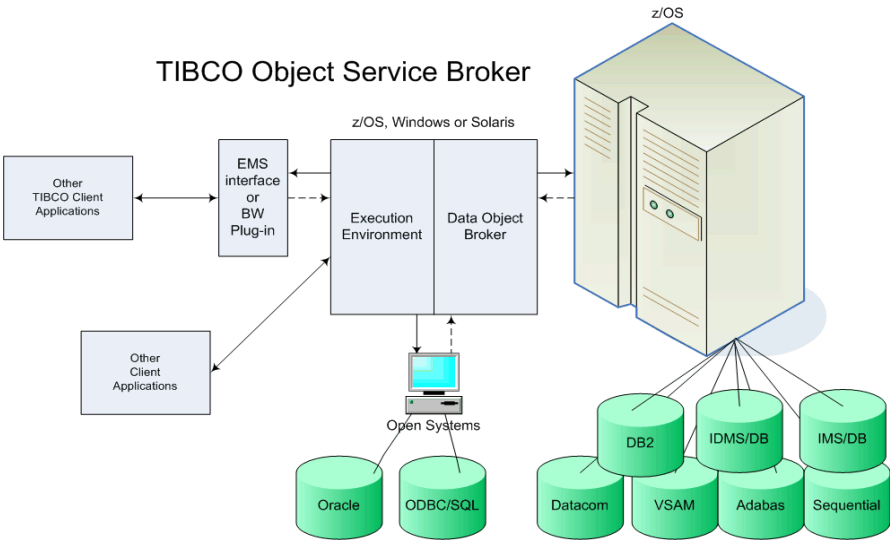 z/OS
TIBCO Object Service Broker
z/OS, Windows or Solaris
Other
TIBCO Client
Applications
EMS
interface
or
BW
Plug-in
Execution
Environment
Data Object
Broker
Other
Client
Applications
Open Systems
Oracle
ODBC/SQL
DB2
IDMS/DB
IMS/DB
Datacom
VSAM
Adabas
Sequential